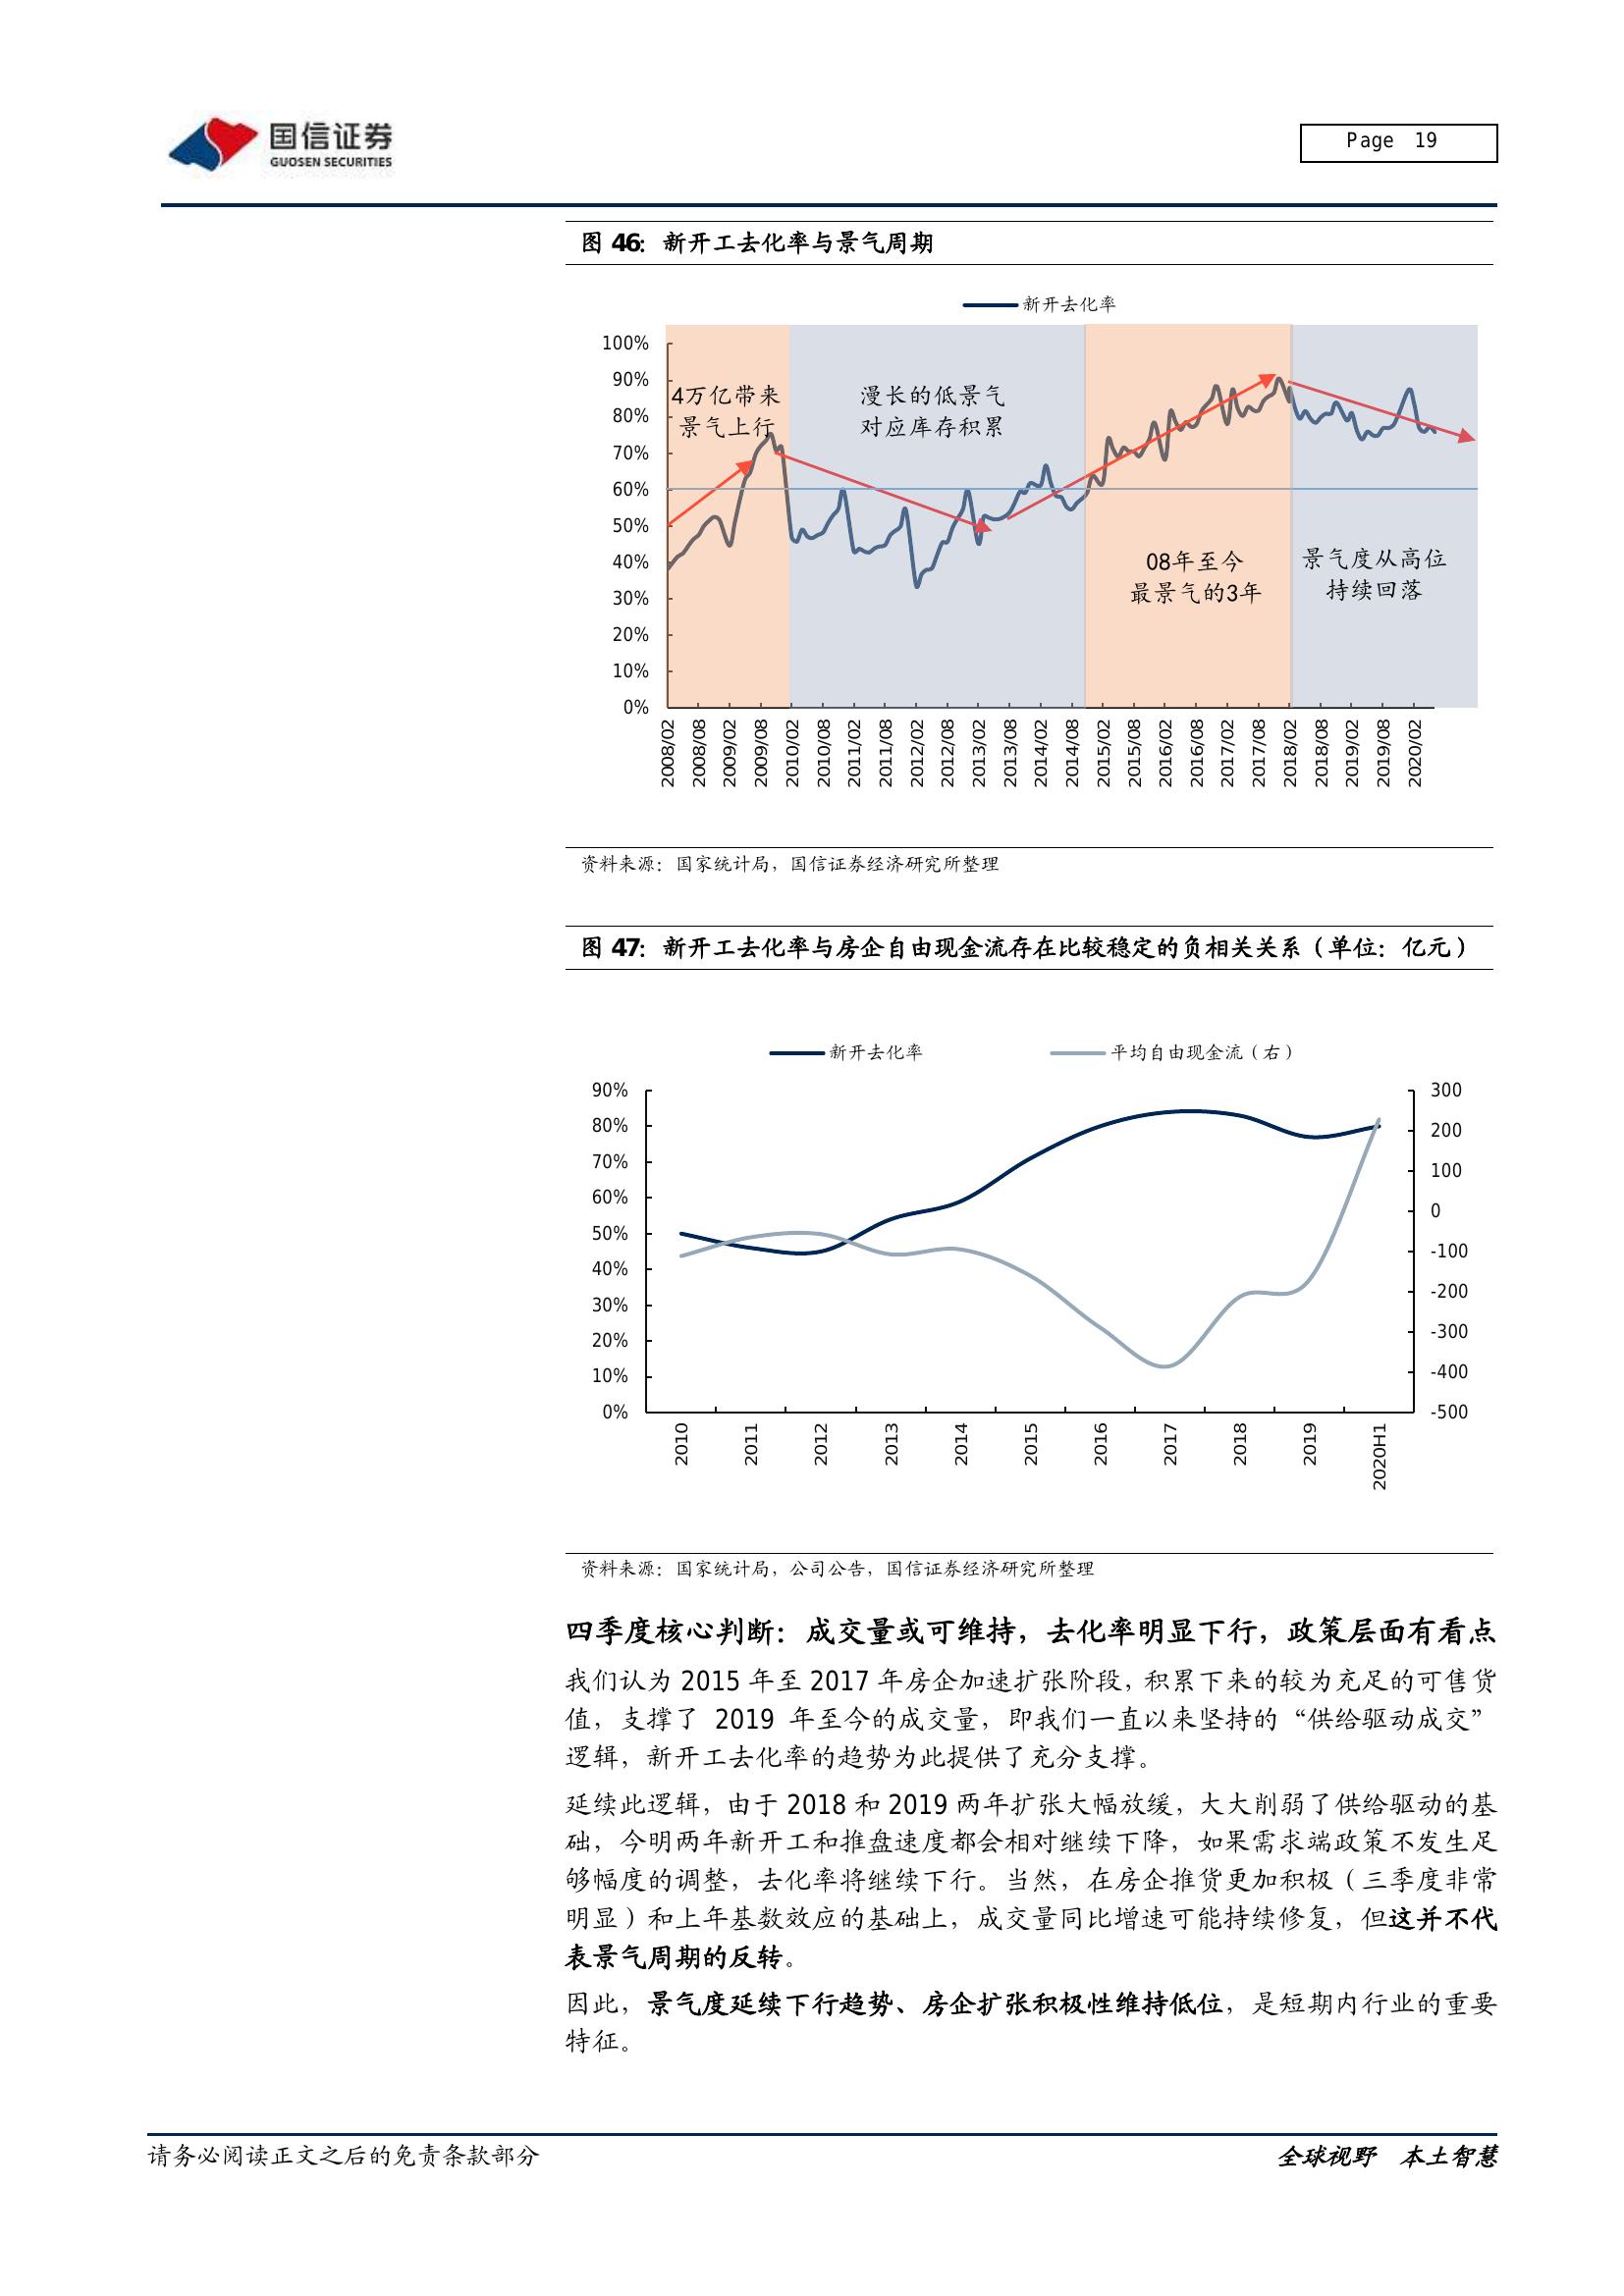 国信证券
GUOSEN SECURITIES
Page 19
图 46：新开工去化率与景气周期
新开去化率
100%
90%
80%
70%
60%
50%
40%
30%
20%
10%
0%
4万亿带来
景气上行
漫长的低景气
对应库存积累
08年至今
最景气的3年
景气度从高位
持续回落
2008/02
2008/08
2009/02
2009/08
2010/02
2010/08
2011/02
2011/08
2012/02
2012/08
2013/02
2013/08
2014/02
2014/08
2015/02
2015/08
2016/02
2016/08
2017/02
2017/08
2018/02
2018/08
2019/02
2019/08
2020/02
资料来源：国家统计局，国信证券经济研究所整理
图 47：新开工去化率与房企自由现金流存在比较稳定的负相关关系（单位：亿元）
新开去化率
平均自由现金流（右）
90%
80%
70%
60%
50%
40%
30%
20%
10%
0%
300
200
100
0
-100
-200
-300
-400
-500
2010
2011
2012
2013
2014
2015
2016
2017
2018
2019
2020H1
资料来源：国家统计局，公司公告，国信证券经济研究所整理
四季度核心判断：成交量或可维持，去化率明显下行，政策层面有看点
我们认为 2015 年至 2017 年房企加速扩张阶段，积累下来的较为充足的可售货
值，支撑了 2019 年至今的成交量，即我们一直以来坚持的“供给驱动成交”
逻辑，新开工去化率的趋势为此提供了充分支撑。
延续此逻辑，由于 2018 和 2019 两年扩张大幅放缓，大大削弱了供给驱动的基
础，今明两年新开工和推盘速度都会相对继续下降，如果需求端政策不发生足
够幅度的调整，去化率将继续下行。当然，在房企推货更加积极（三季度非常
明显）和上年基数效应的基础上，成交量同比增速可能持续修复，但这并不代
表景气周期的反转。
因此，景气度延续下行趋势、房企扩张积极性维持低位，是短期内行业的重要
特征。
请务必阅读正文之后的免责条款部分
全球视野 本土智慧